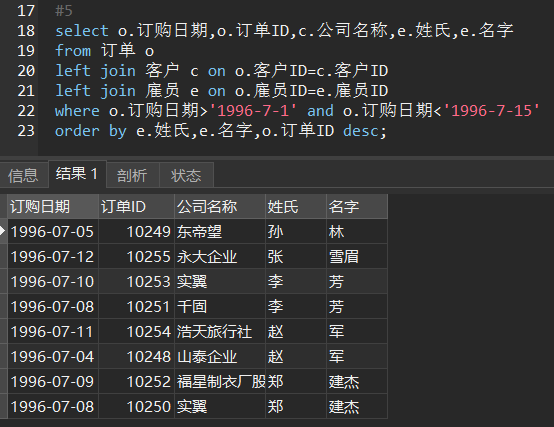 17 #5
18 select o.订购日期,o.订单ID,c.公司名称,e.姓氏,e.名字
19 from 订单 o
20 left join 客户 c on o.客户ID=c.客户ID
21 left join 雇员 e on o.雇员ID=e.雇员ID
22 where o.订购日期>'1996-7-1' and o.订购日期<'1996-7-15'
23 order by e.姓氏,e.名字,o.订单ID desc;
信息 结果 1 剖析 状态
订购日期 订单ID 公司名称 姓氏 名字
1996-07-05 10249 东帝望 孙 林
1996-07-12 10255 永大企业 张 雪眉
1996-07-10 10253 实翼 李 芳
1996-07-08 10251 千固 李 芳
1996-07-11 10254 浩天旅行社 赵 军
1996-07-04 10248 山泰企业 赵 军
1996-07-09 10252 福星制衣厂股 郑 建杰
1996-07-08 10250 实翼 郑 建杰